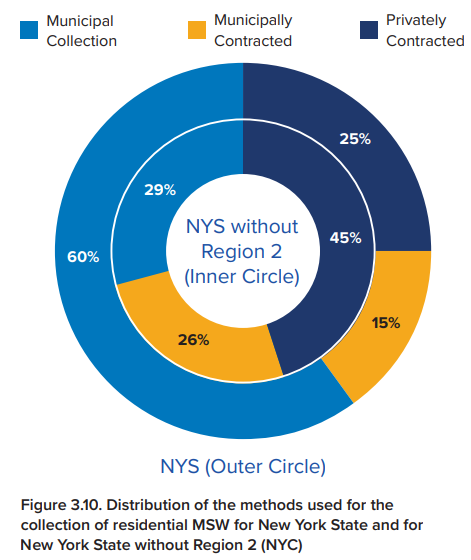 Municipal
Collection
Municipally
Contracted
Privately
Contracted
25%
29%
45%
60%
NYS without
Region 2
(Inner Circle)
15%
26%
NYS (Outer Circle)
Figure 3.10. Distribution of the methods used for the
collection of residential MSW for New York State and for
New York State without Region 2 (NYC)